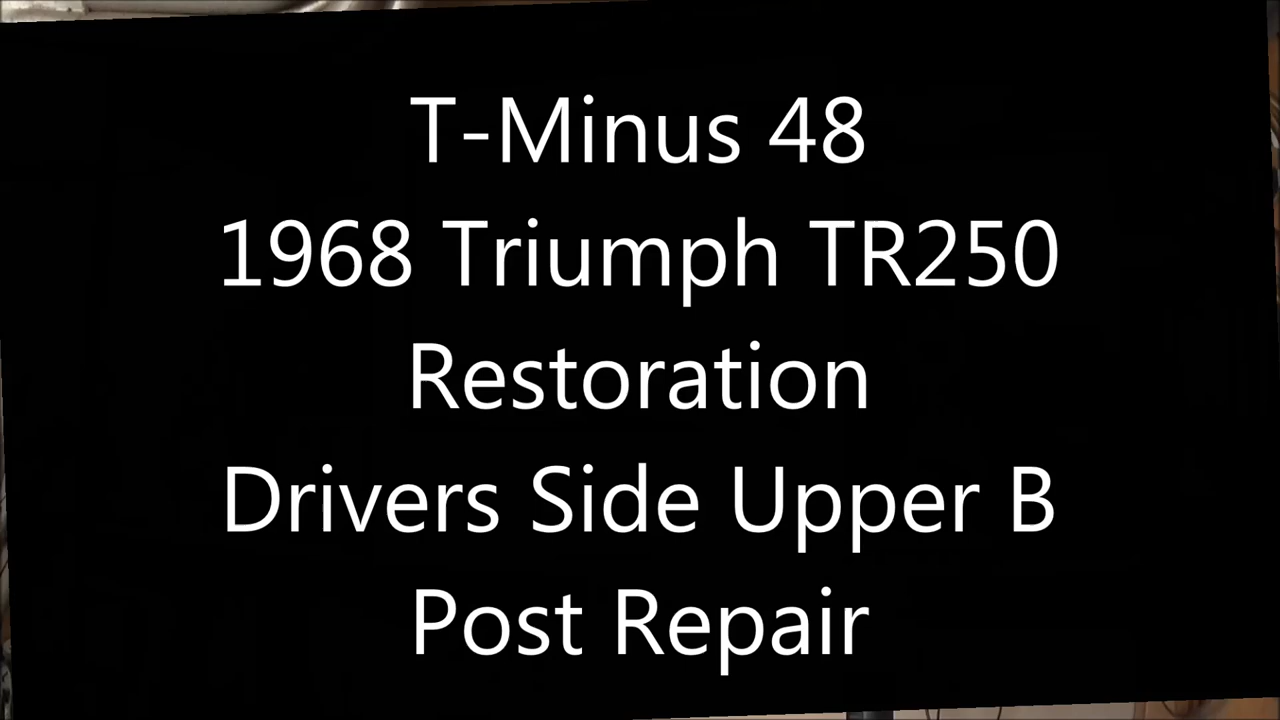 T-Minus 48
1968 Triumph TR250
Restoration
Drivers Side Upper B
Post Repair